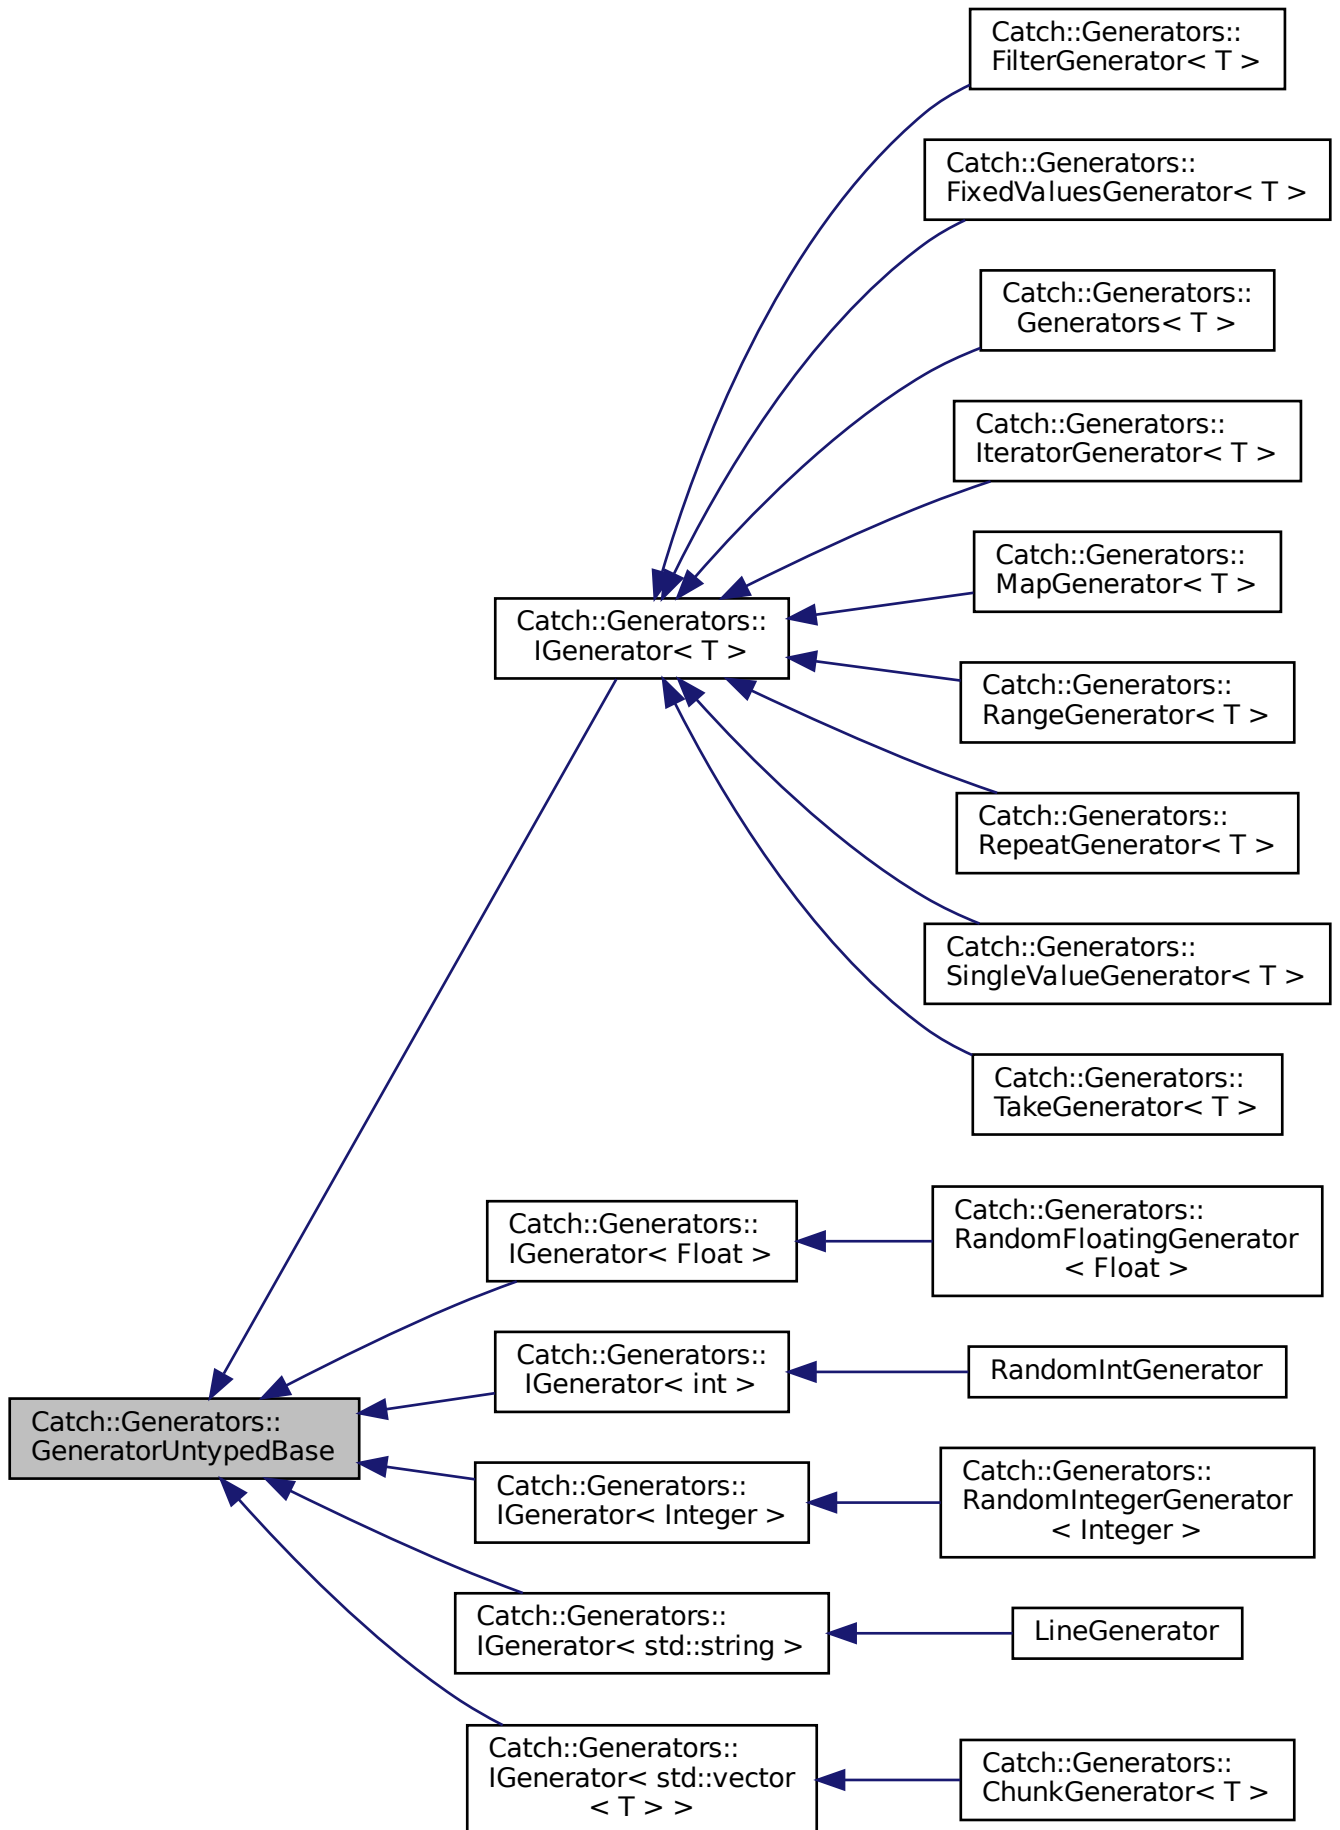 Catch::Generators::
FilterGenerator< T >
Catch::Generators::
FixedValuesGenerator< T >
Catch::Generators::
Generators< T >
Catch::Generators::
IteratorGenerator< T >
Catch::Generators::
MapGenerator< T >
Catch::Generators::
IGenerator< T >
Catch::Generators::
RangeGenerator< T >
Catch::Generators::
RepeatGenerator< T >
Catch::Generators::
SingleValueGenerator< T >
Catch::Generators::
TakeGenerator< T >
Catch::Generators::
IGenerator< Float >
Catch::Generators::
RandomFloatingGenerator
< Float >
Catch::Generators::
IGenerator< int >
RandomIntGenerator
Catch::Generators::
GeneratorUntypedBase
Catch::Generators::
IGenerator< Integer >
Catch::Generators::
RandomIntegerGenerator
< Integer >
Catch::Generators::
IGenerator< std::string >
LineGenerator
Catch::Generators::
IGenerator< std::vector
< T > >
Catch::Generators::
ChunkGenerator< T >